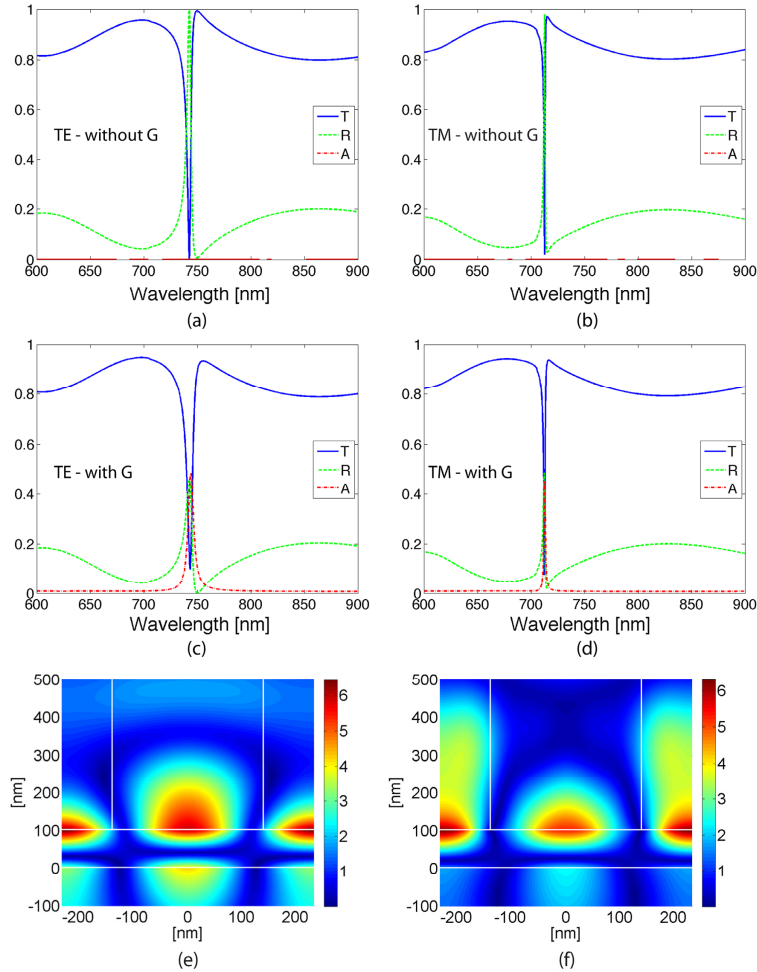 1
0.8
0.6
0.4
0.2
0
TE - without G
T
R
A
600 650 700 750 800 850 900
Wavelength [nm]
(a)
1
0.8
0.6
0.4
0.2
0
TM - without G
T
R
A
600 650 700 750 800 850 900
Wavelength [nm]
(b)
1
0.8
0.6
0.4
0.2
0
TE - with G
T
R
A
600 650 700 750 800 850 900
Wavelength [nm]
(c)
1
0.8
0.6
0.4
0.2
0
TM - with G
T
R
A
600 650 700 750 800 850 900
Wavelength [nm]
(d)
500
400
300
200
100
0
-100
[nm]
-200 -100 0 100 200
[nm]
6
5
4
3
2
1
(e)
500
400
300
200
100
0
-100
[nm]
-200 -100 0 100 200
[nm]
6
5
4
3
2
1
(f)